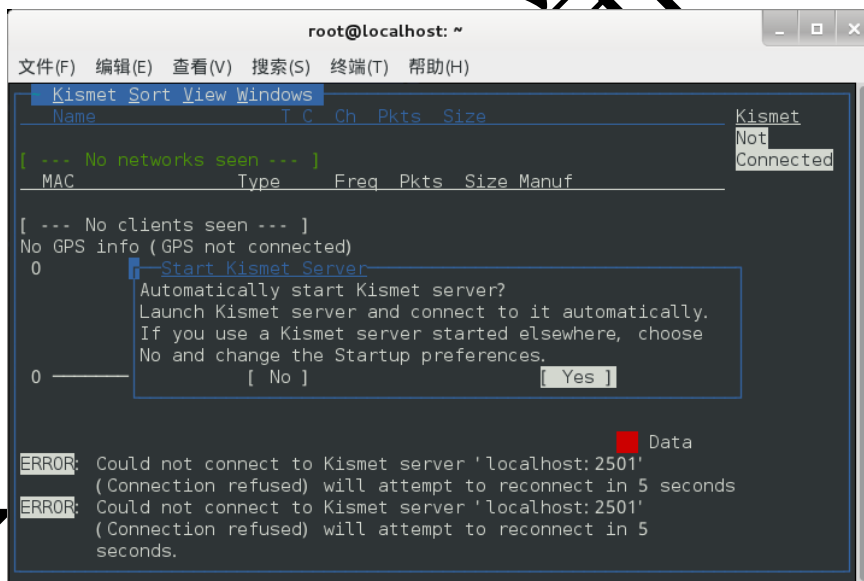 root@localhost: ~
文件(F) 编辑(E) 查看(V) 搜索(S) 终端(T) 帮助(H)
Kismet Sort View Windows
Name T C Ch Pkts Size
Kismet
Not
Connected
[ --- No networks seen --- ]
MAC Type Freq Pkts Size Manuf
[ --- No clients seen --- ]
No GPS info (GPS not connected)
0
Start Kismet Server
Automatically start Kismet server?
Launch Kismet server and connect to it automatically.
If you use a Kismet server started elsewhere, choose
No and change the Startup preferences.
0 [ No ] [ Yes ]
Data
ERROR: Could not connect to Kismet server 'localhost:2501'
(Connection refused) will attempt to reconnect in 5 seconds
ERROR: Could not connect to Kismet server 'localhost:2501'
(Connection refused) will attempt to reconnect in 5
seconds.